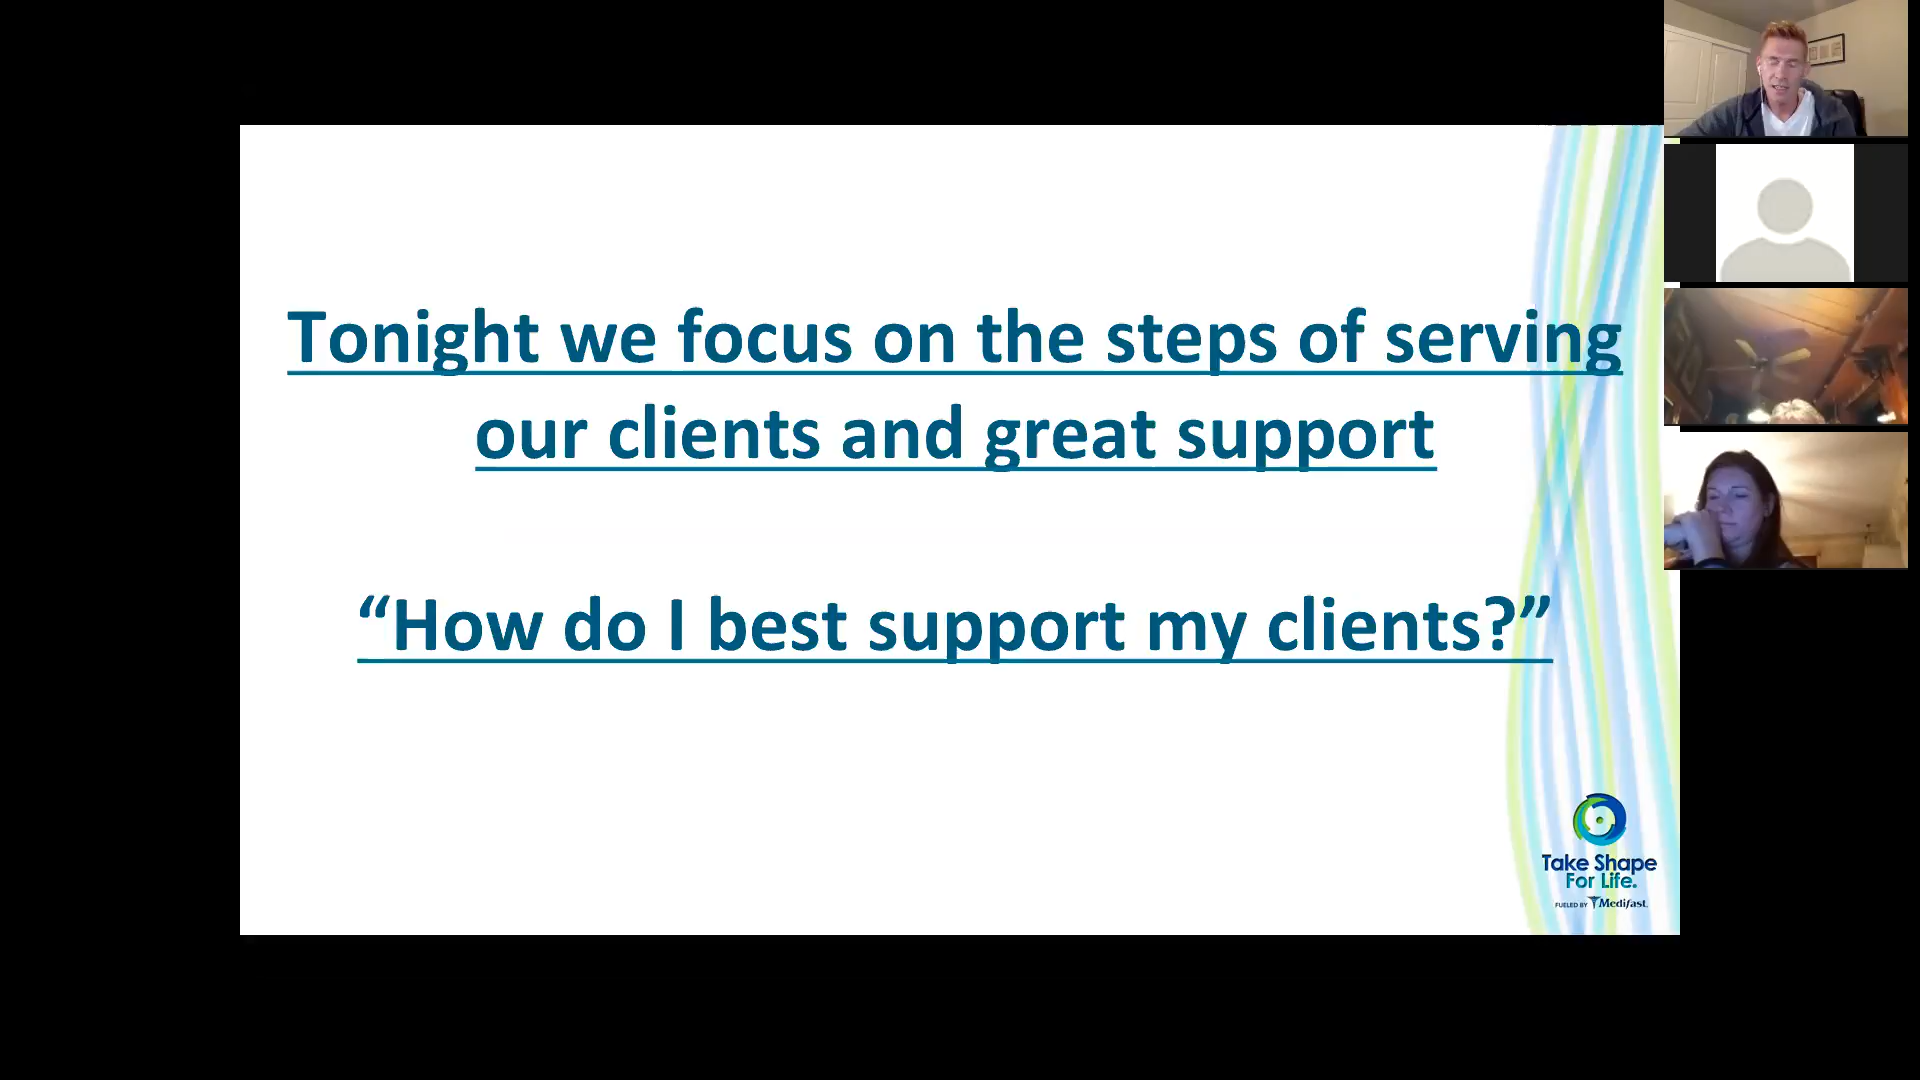 Tonight we focus on the steps of serving
our clients and great support
“How do I best support my clients?”
Take Shape
For Life.
FUELED BY Medifast